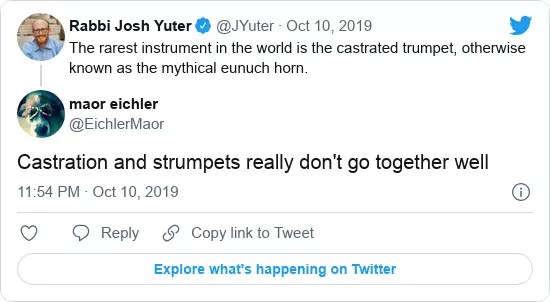 Rabbi Josh Yuter @JYuter · Oct 10, 2019
The rarest instrument in the world is the castrated trumpet, otherwise
known as the mythical eunuch horn.
maor eichler
@EichlerMaor
Castration and strumpets really don't go together well
11:54 PM · Oct 10, 2019
Reply Copy link to Tweet
Explore what's happening on Twitter